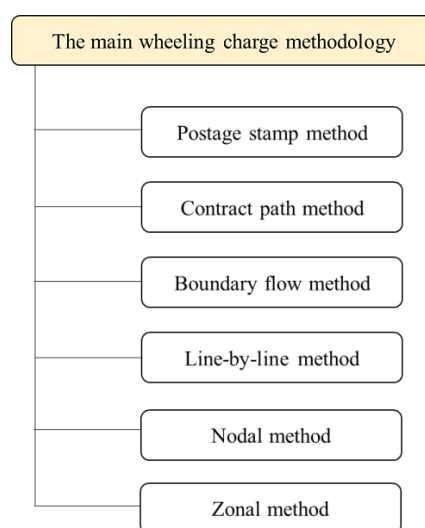 The main wheeling charge methodology
Postage stamp method
Contract path method
Boundary flow method
Line-by-line method
Nodal method
Zonal method